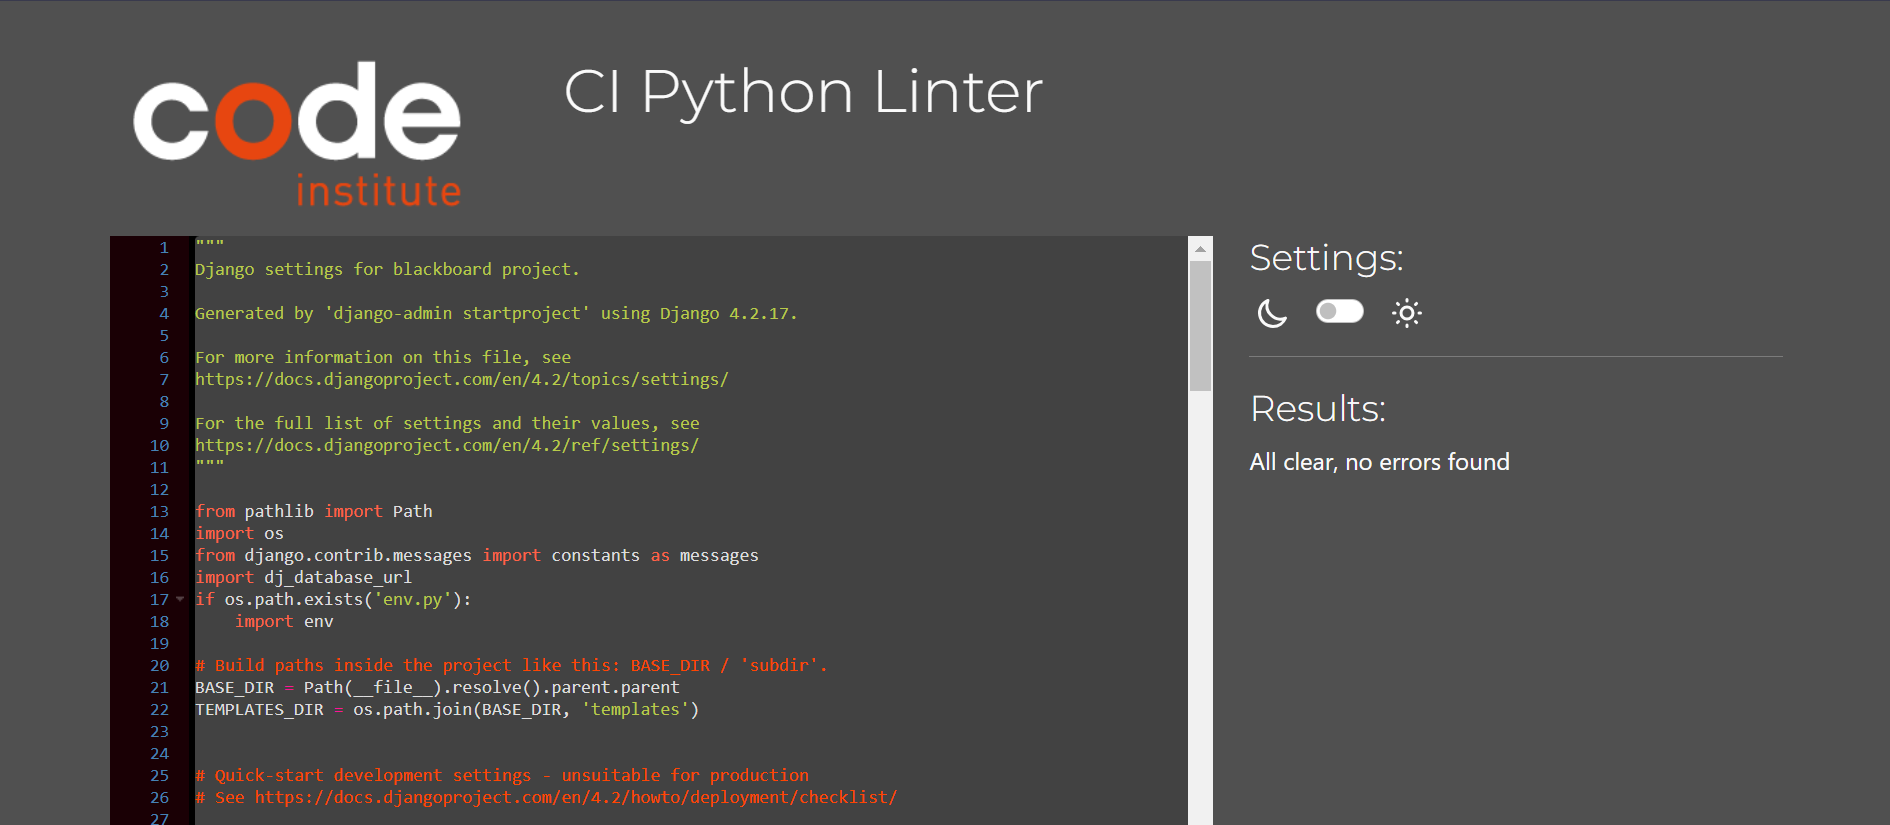 code
institute
CI Python Linter
1 """
2 Django settings for blackboard project.
3
4 Generated by 'django-admin startproject' using Django 4.2.17.
5
6 For more information on this file, see
7 https://docs.djangoproject.com/en/4.2/topics/settings/
8
9 For the full list of settings and their values, see
10 https://docs.djangoproject.com/en/4.2/ref/settings/
11 """
12
13 from pathlib import Path
14 import os
15 from django.contrib.messages import constants as messages
16 import dj_database_url
17 if os.path.exists('env.py'):
18     import env
19
20 # Build paths inside the project like this: BASE_DIR / 'subdir'.
21 BASE_DIR = Path(__file__).resolve().parent.parent
22 TEMPLATES_DIR = os.path.join(BASE_DIR, 'templates')
23
24
25 # Quick-start development settings - unsuitable for production
26 # See https://docs.djangoproject.com/en/4.2/howto/deployment/checklist/
27
Settings:
Results:
All clear, no errors found